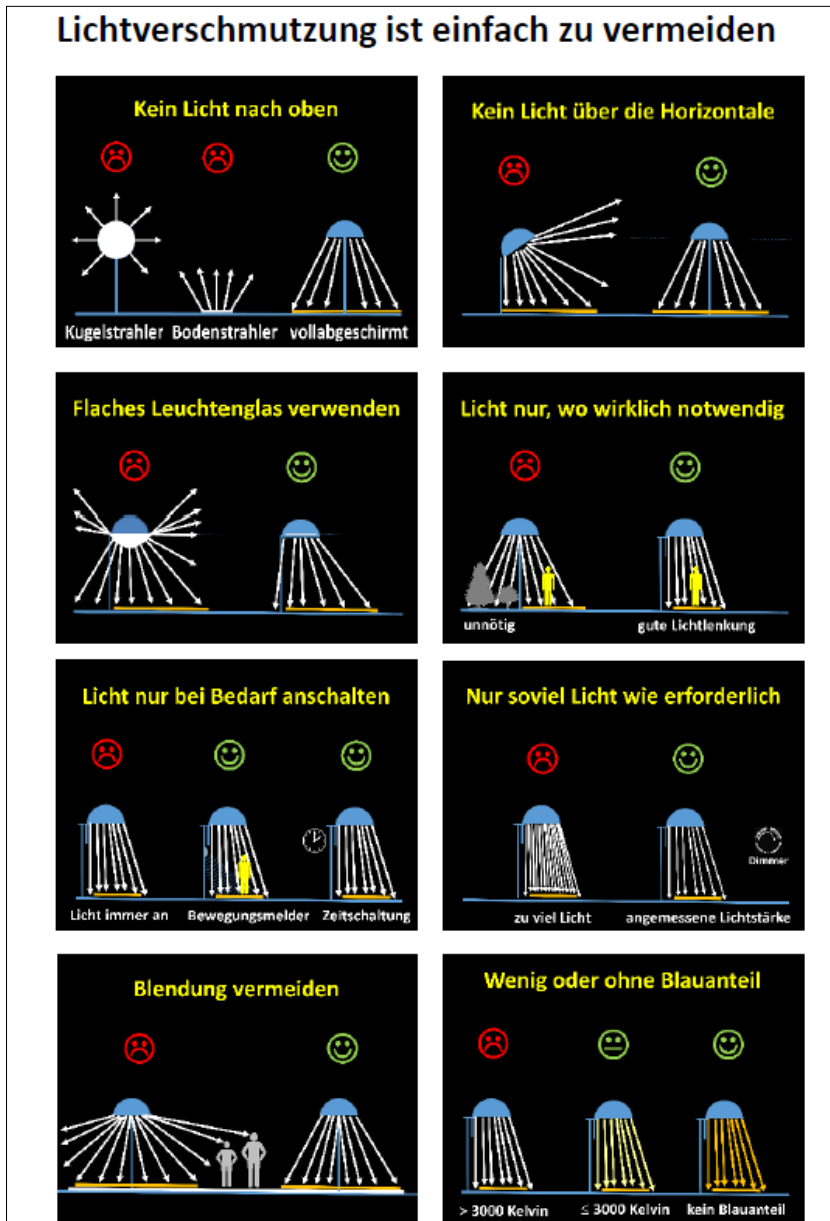 Lichtverschmutzung ist einfach zu vermeiden
Kein Licht nach oben
Kugelstrahler Bodenstrahler vollabgeschirmt
Kein Licht über die Horizontale
Flaches Leuchtenglas verwenden
Licht nur, wo wirklich notwendig
unnötig gute Lichtlenkung
Licht nur bei Bedarf anschalten
Licht immer an Bewegungsmelder Zeitschaltung
Nur soviel Licht wie erforderlich
Dimmer
zu viel Licht angemessene Lichtstärke
Blendung vermeiden
Wenig oder ohne Blauanteil
> 3000 Kelvin ≤ 3000 Kelvin kein Blauanteil